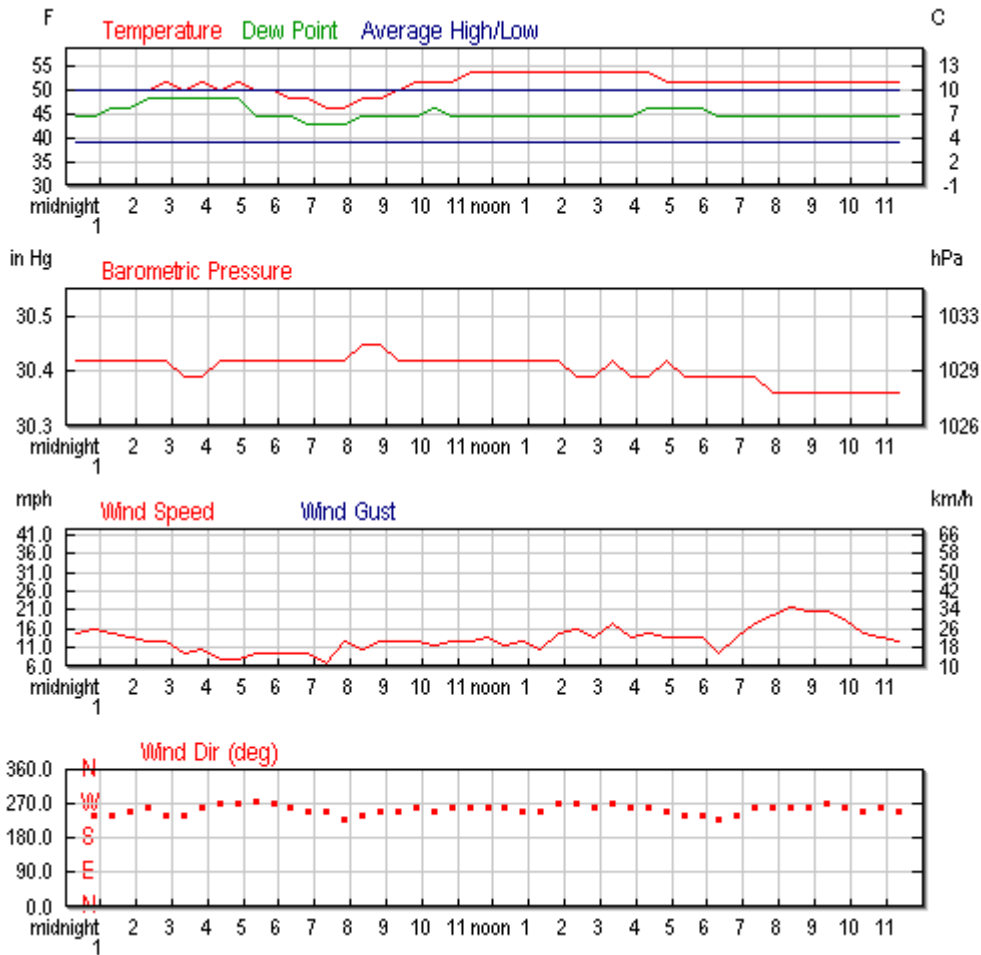 F Temperature Dew Point Average High/Low C
55 13
50 10
45 7
40 4
35 2
30 -1
midnight 1 2 3 4 5 6 7 8 9 10 11 noon 1 2 3 4 5 6 7 8 9 10 11
in Hg Barometric Pressure hPa
30.5 1033
30.4 1029
30.3 1026
midnight 1 2 3 4 5 6 7 8 9 10 11 noon 1 2 3 4 5 6 7 8 9 10 11
mph Wind Speed Wind Gust km/h
41.0 66
36.0 58
31.0 50
26.0 42
21.0 34
16.0 26
11.0 18
6.0 10
midnight 1 2 3 4 5 6 7 8 9 10 11 noon 1 2 3 4 5 6 7 8 9 10 11
Wind Dir (deg)
360.0 N
270.0 W
180.0 S
90.0 E
0.0 N
midnight 1 2 3 4 5 6 7 8 9 10 11 noon 1 2 3 4 5 6 7 8 9 10 11